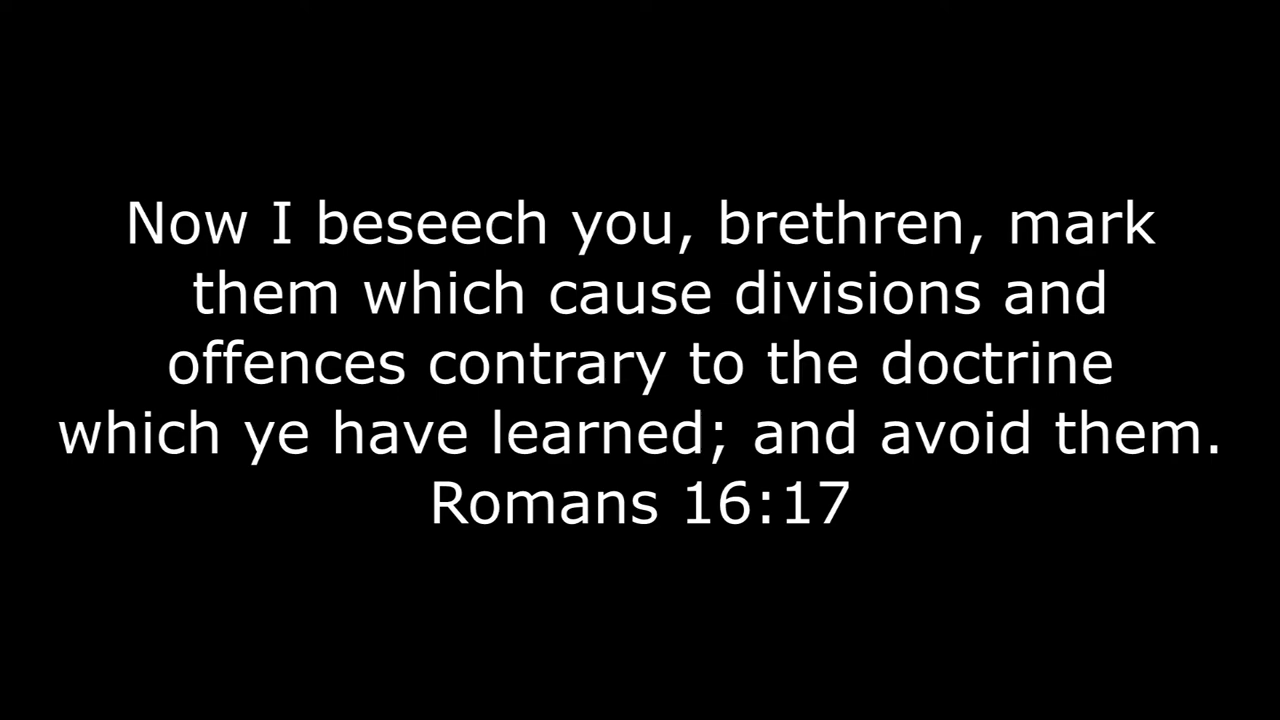 Now I beseech you, brethren, mark
them which cause divisions and
offences contrary to the doctrine
which ye have learned; and avoid them.
Romans 16:17